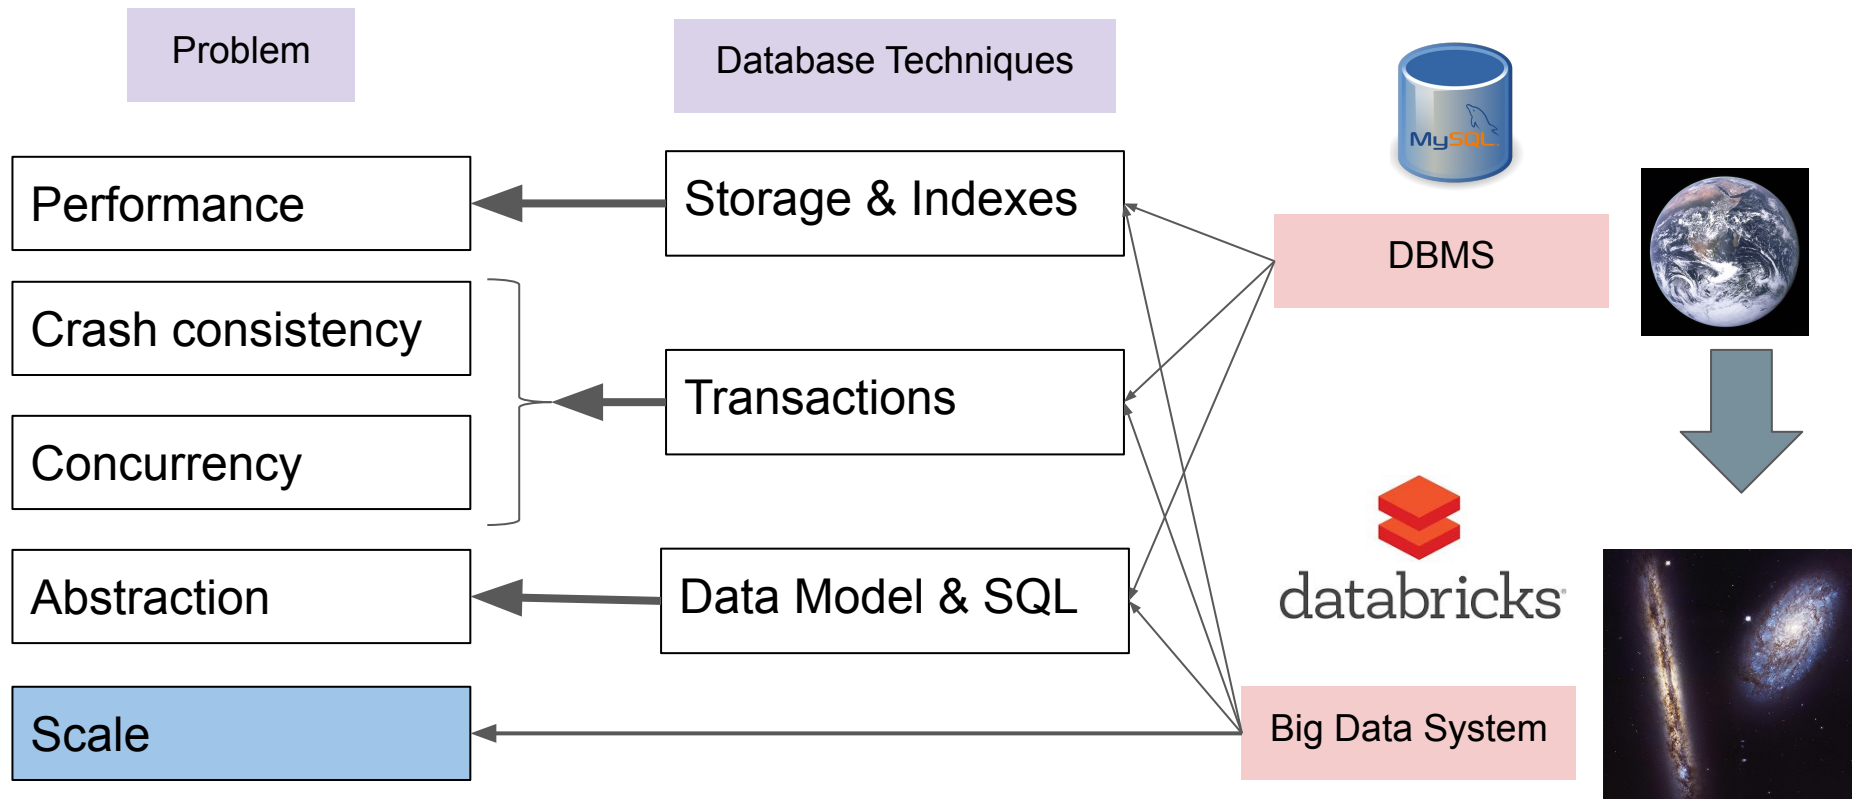 Problem
Database Techniques
MySQL
Performance
Storage & Indexes
DBMS
Crash consistency
Transactions
Concurrency
Abstraction
Data Model & SQL
databricks
Scale
Big Data System